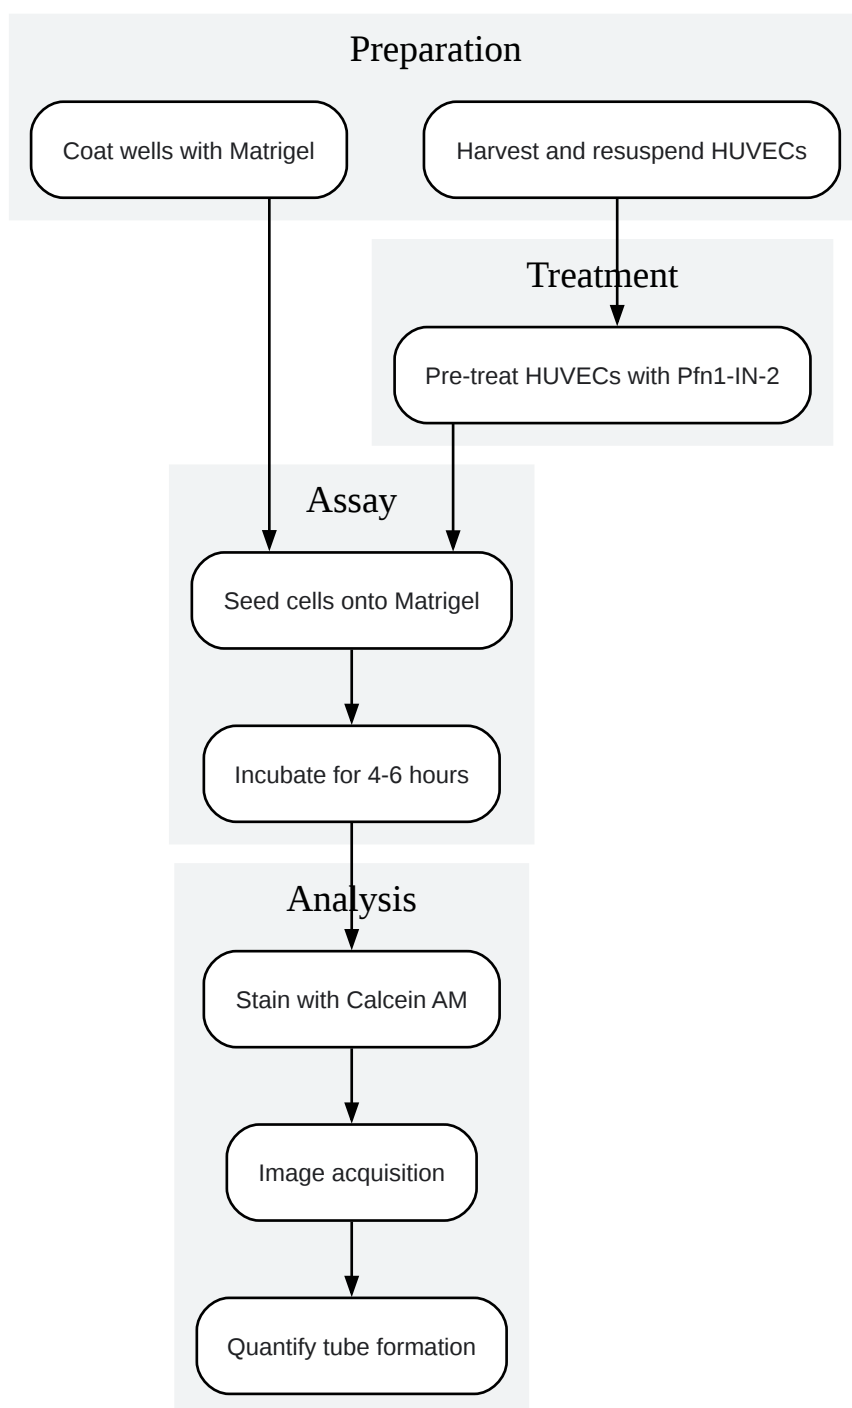 Preparation
Coat wells with Matrigel
Harvest and resuspend HUVECs
Treatment
Pre-treat HUVECs with Pfn1-IN-2
Assay
Seed cells onto Matrigel
Incubate for 4-6 hours
Analysis
Stain with Calcein AM
Image acquisition
Quantify tube formation